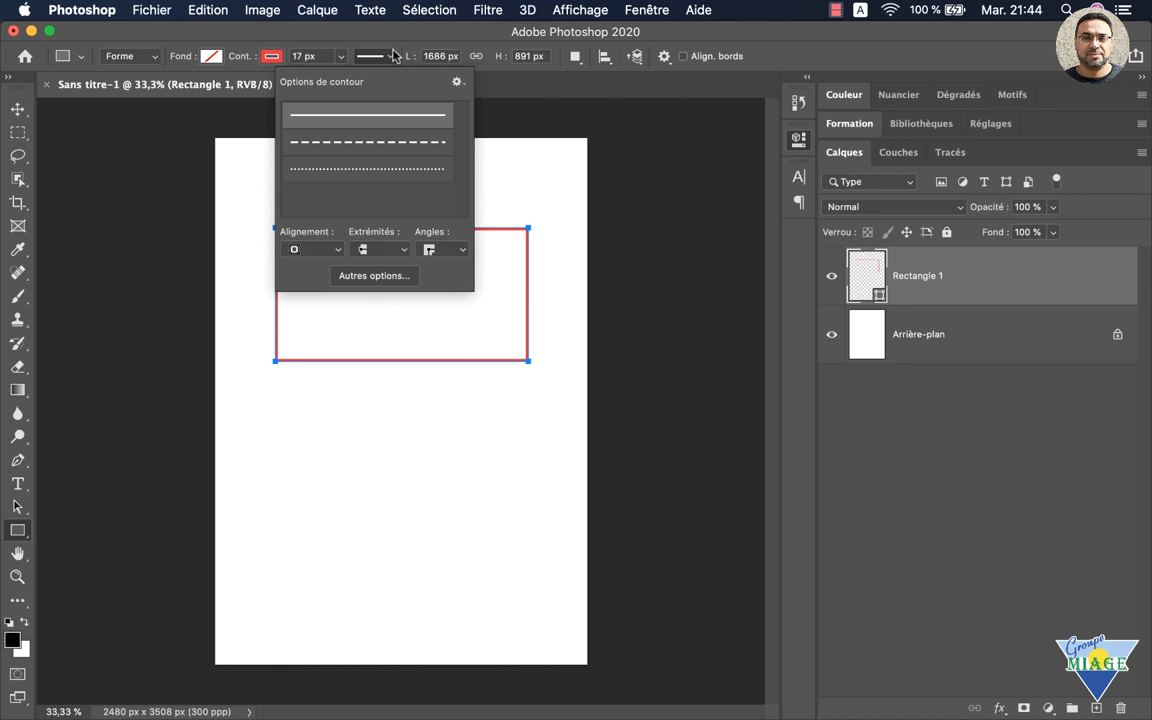 Photoshop Fichier Edition Image Calque Texte Sélection Filtre 3D Affichage Fenêtre Aide A 100 % Mar. 21:44
Adobe Photoshop 2020
Forme Fond : Cont. : 17 px L : 1686 px H : 891 px Align. bords
× Sans titre-1 @ 33,3% (Rectangle 1, RVB/8)
Options de contour
Alignement : Extrémités : Angles :
Autres options...
Couleur Nuancier Dégradés Motifs
Formation Bibliothèques Réglages
Calques Couches Tracés
Type
Normal Opacité : 100 %
Verrou : Fond : 100 %
Rectangle 1
Arrière-plan
Groupe
MIAGE
33,33 % 2480 px x 3508 px (300 ppp)
fx